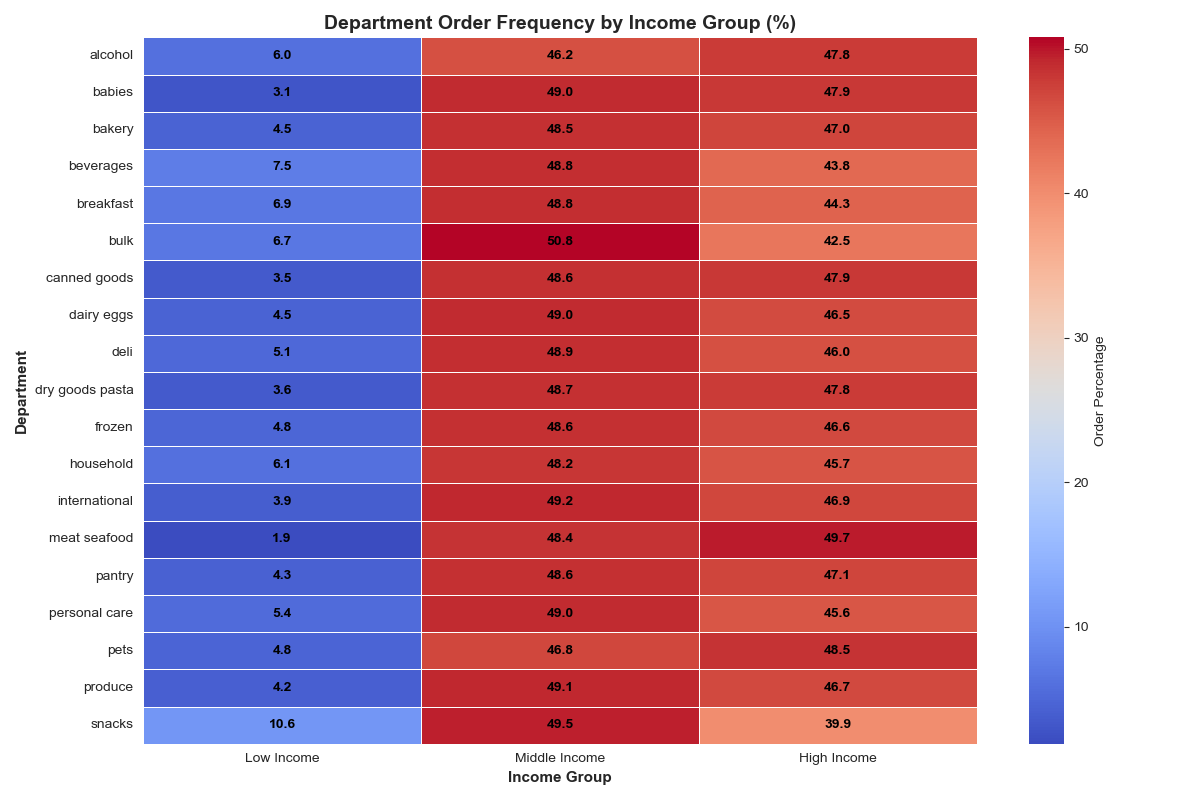 Department Order Frequency by Income Group (%)
alcohol 6.0 46.2 47.8
babies 3.1 49.0 47.9
bakery 4.5 48.5 47.0
beverages 7.5 48.8 43.8
breakfast 6.9 48.8 44.3
bulk 6.7 50.8 42.5
canned goods 3.5 48.6 47.9
dairy eggs 4.5 49.0 46.5
deli 5.1 48.9 46.0
dry goods pasta 3.6 48.7 47.8
frozen 4.8 48.6 46.6
household 6.1 48.2 45.7
international 3.9 49.2 46.9
meat seafood 1.9 48.4 49.7
pantry 4.3 48.6 47.1
personal care 5.4 49.0 45.6
pets 4.8 46.8 48.5
produce 4.2 49.1 46.7
snacks 10.6 49.5 39.9
Low Income Middle Income High Income
Income Group
Department
50
40
30
20
10
Order Percentage